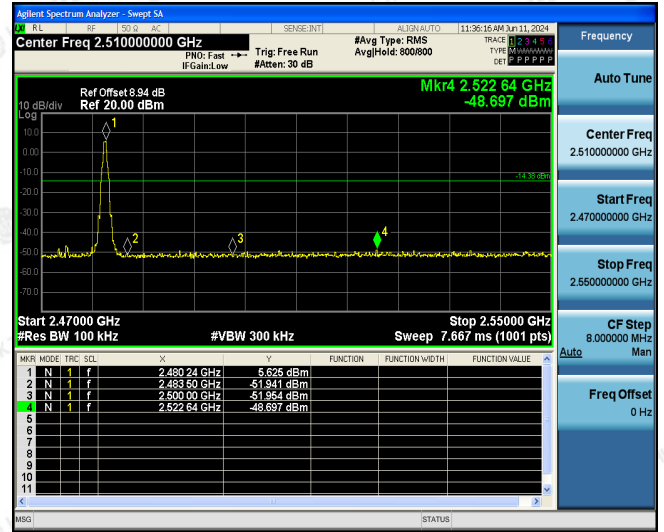 Agilent Spectrum Analyzer - Swept SA
RL RF 50 Ω AC SENSE:INT ALIGN AUTO 11:36:16 AM Jun 11, 2024
Center Freq 2.510000000 GHz
PNO: Fast
IFGain:Low
Trig: Free Run
#Atten: 30 dB
#Avg Type: RMS
Avg|Hold: 800/800
TRACE 1 2 3 4 5 6
TYPE M
DET P P P P P P
Mkr4 2.522 64 GHz
-48.697 dBm
Ref Offset 8.94 dB
10 dB/div Ref 20.00 dBm
Log
10.0
0.00
-10.0
-20.0
-30.0
-40.0
-50.0
-60.0
-70.0
1
2
3
4
-14.38 dBm
Start 2.47000 GHz Stop 2.55000 GHz
#Res BW 100 kHz #VBW 300 kHz Sweep 7.667 ms (1001 pts)
MKR MODE TRC SCL X Y FUNCTION FUNCTION WIDTH FUNCTION VALUE
1 N 1 f 2.480 24 GHz 5.625 dBm
2 N 1 f 2.483 50 GHz -51.941 dBm
3 N 1 f 2.500 00 GHz -51.954 dBm
4 N 1 f 2.522 64 GHz -48.697 dBm
5
6
7
8
9
10
11
MSG STATUS
Frequency
Auto Tune
Center Freq
2.510000000 GHz
Start Freq
2.470000000 GHz
Stop Freq
2.550000000 GHz
CF Step
8.000000 MHz
Auto Man
Freq Offset
0 Hz